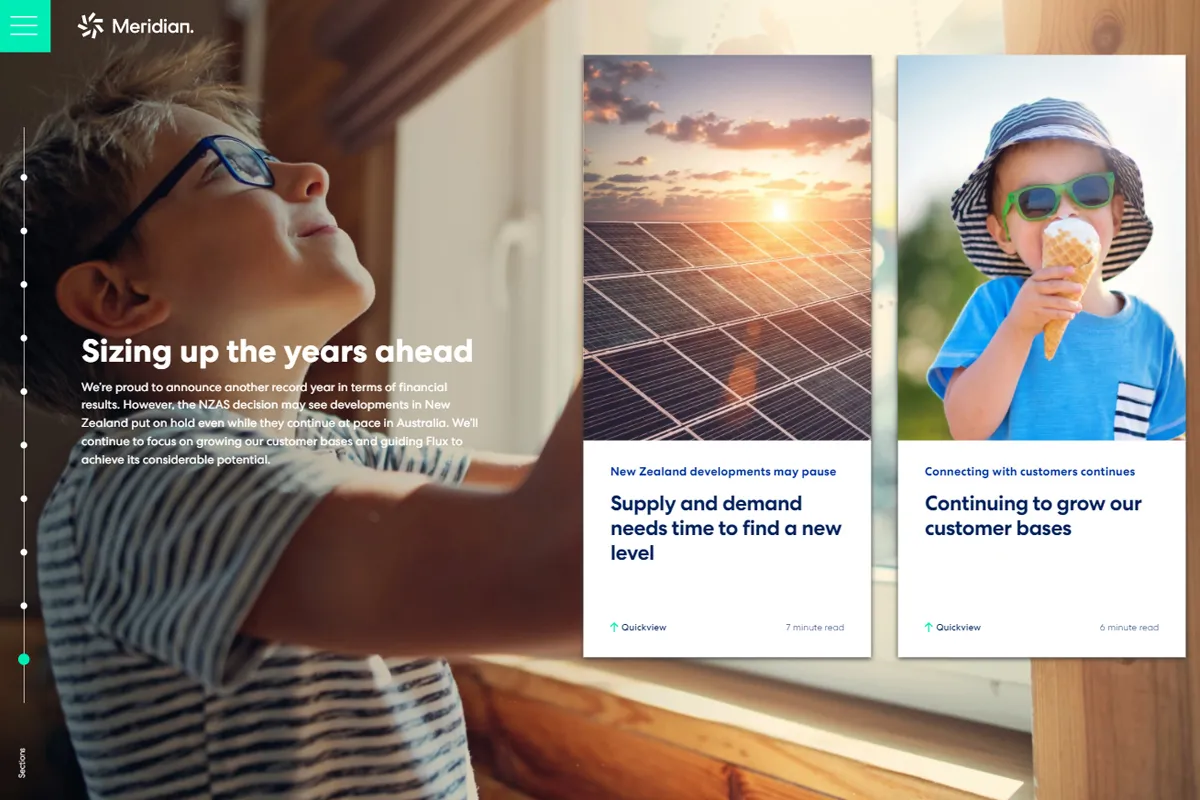 Meridian.
Sizing up the years ahead
We're proud to announce another record year in terms of financial
results. However, the NZAS decision may see developments in New
Zealand put on hold even while they continue at pace in Australia. We'll
continue to focus on growing our customer bases and guiding Flux to
achieve its considerable potential.
New Zealand developments may pause
Supply and demand
needs time to find a new
level
Quickview
7 minute read
Connecting with customers continues
Continuing to grow our
customer bases
Quickview
6 minute read
Sections